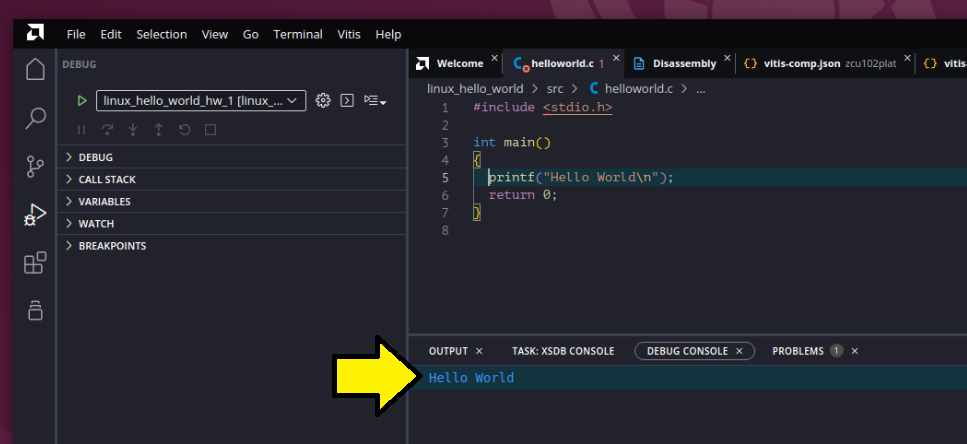 File Edit Selection View Go Terminal Vitis Help
DEBUG
linux_hello_world_hw_1 [linux_...
DEBUG
CALL STACK
VARIABLES
WATCH
BREAKPOINTS
Welcome × C helloworld.c 1 × Disassembly × {} vitis-comp.json zcu102plat × {} vitis-
linux_hello_world > src > C helloworld.c > ...
1 #include <stdio.h>
2
3 int main()
4 {
5 printf("Hello World\n");
6 return 0;
7 }
8
OUTPUT × TASK: XSDB CONSOLE DEBUG CONSOLE × PROBLEMS 1 ×
Hello World